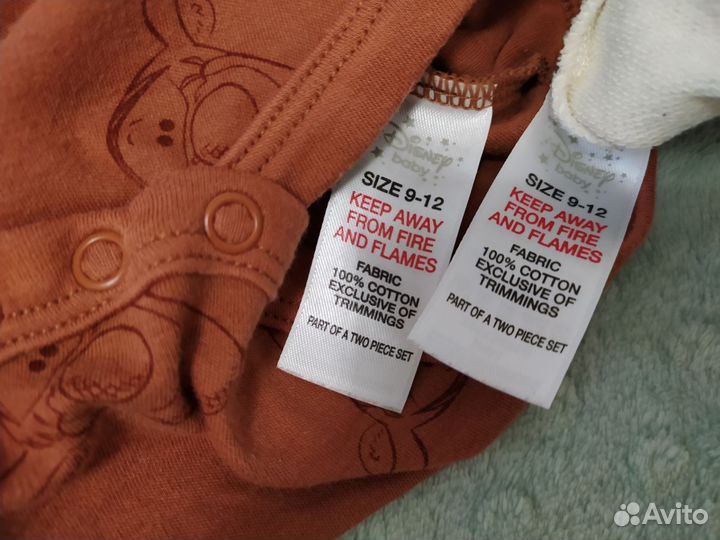 Disney
baby
SIZE 9-12
KEEP AWAY
FROM FIRE
AND FLAMES
FABRIC
100% COTTON
EXCLUSIVE OF
TRIMMINGS
PART OF A TWO PIECE SET
Disney
baby
SIZE 9-12
KEEP AWAY
FROM FIRE
AND FLAMES
FABRIC
100% COTTON
EXCLUSIVE OF
TRIMMINGS
PART OF A TWO PIECE SET
Avito